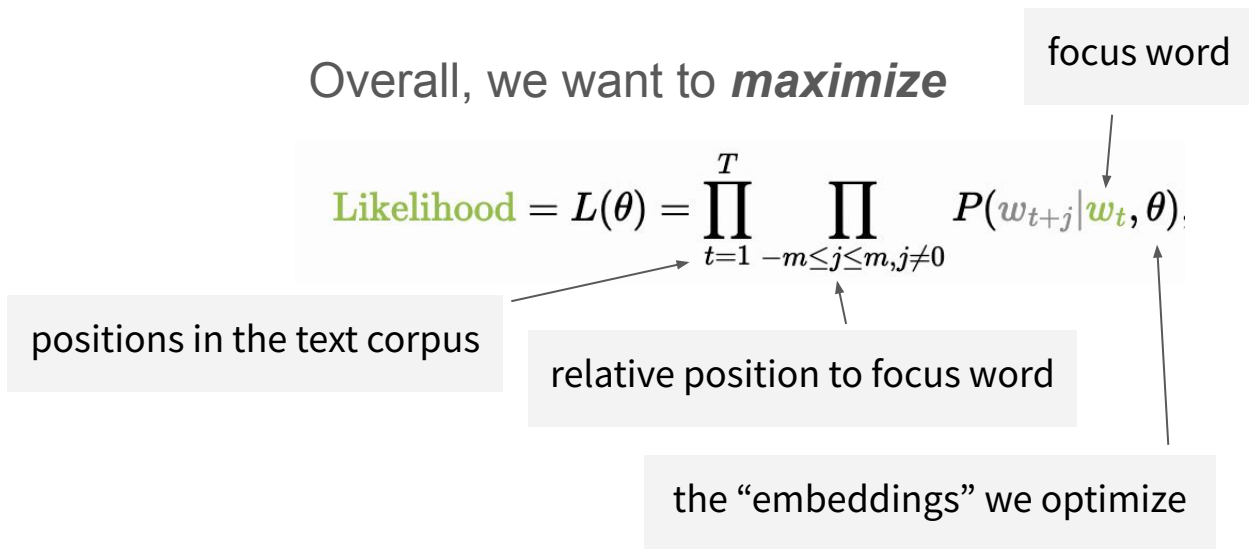 focus word
Overall, we want to maximize
Likelihood = L(θ) = ∏_{t=1}^{T} ∏_{-m≤j≤m,j≠0} P(w_{t+j}|w_t, θ),
positions in the text corpus
relative position to focus word
the “embeddings” we optimize